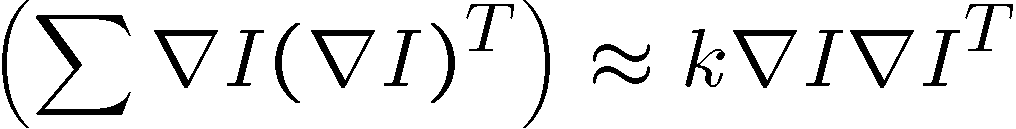 $\left(\sum \nabla I (\nabla I)^T\right) \approx k \nabla I \nabla I^T$